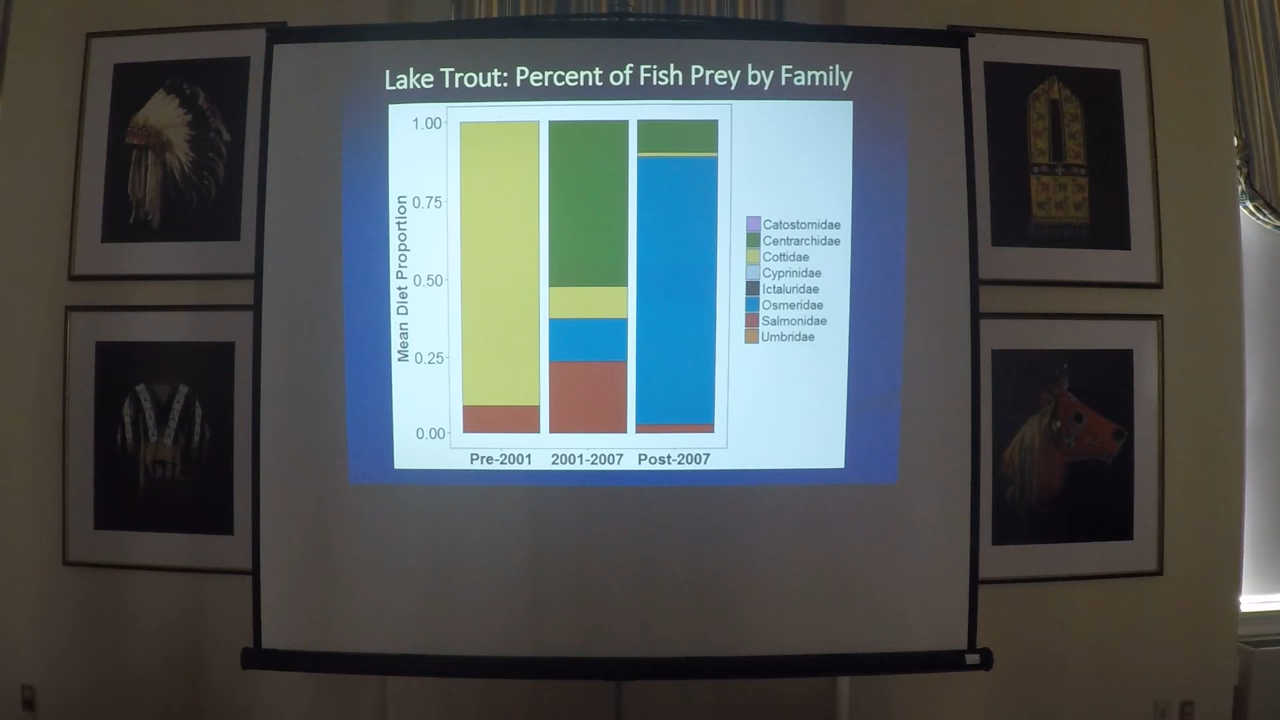 Lake Trout: Percent of Fish Prey by Family
Mean Diet Proportion
1.00
0.75
0.50
0.25
0.00
Pre-2001 2001-2007 Post-2007
Catostomidae
Centrarchidae
Cottidae
Cyprinidae
Ictaluridae
Osmeridae
Salmonidae
Umbridae